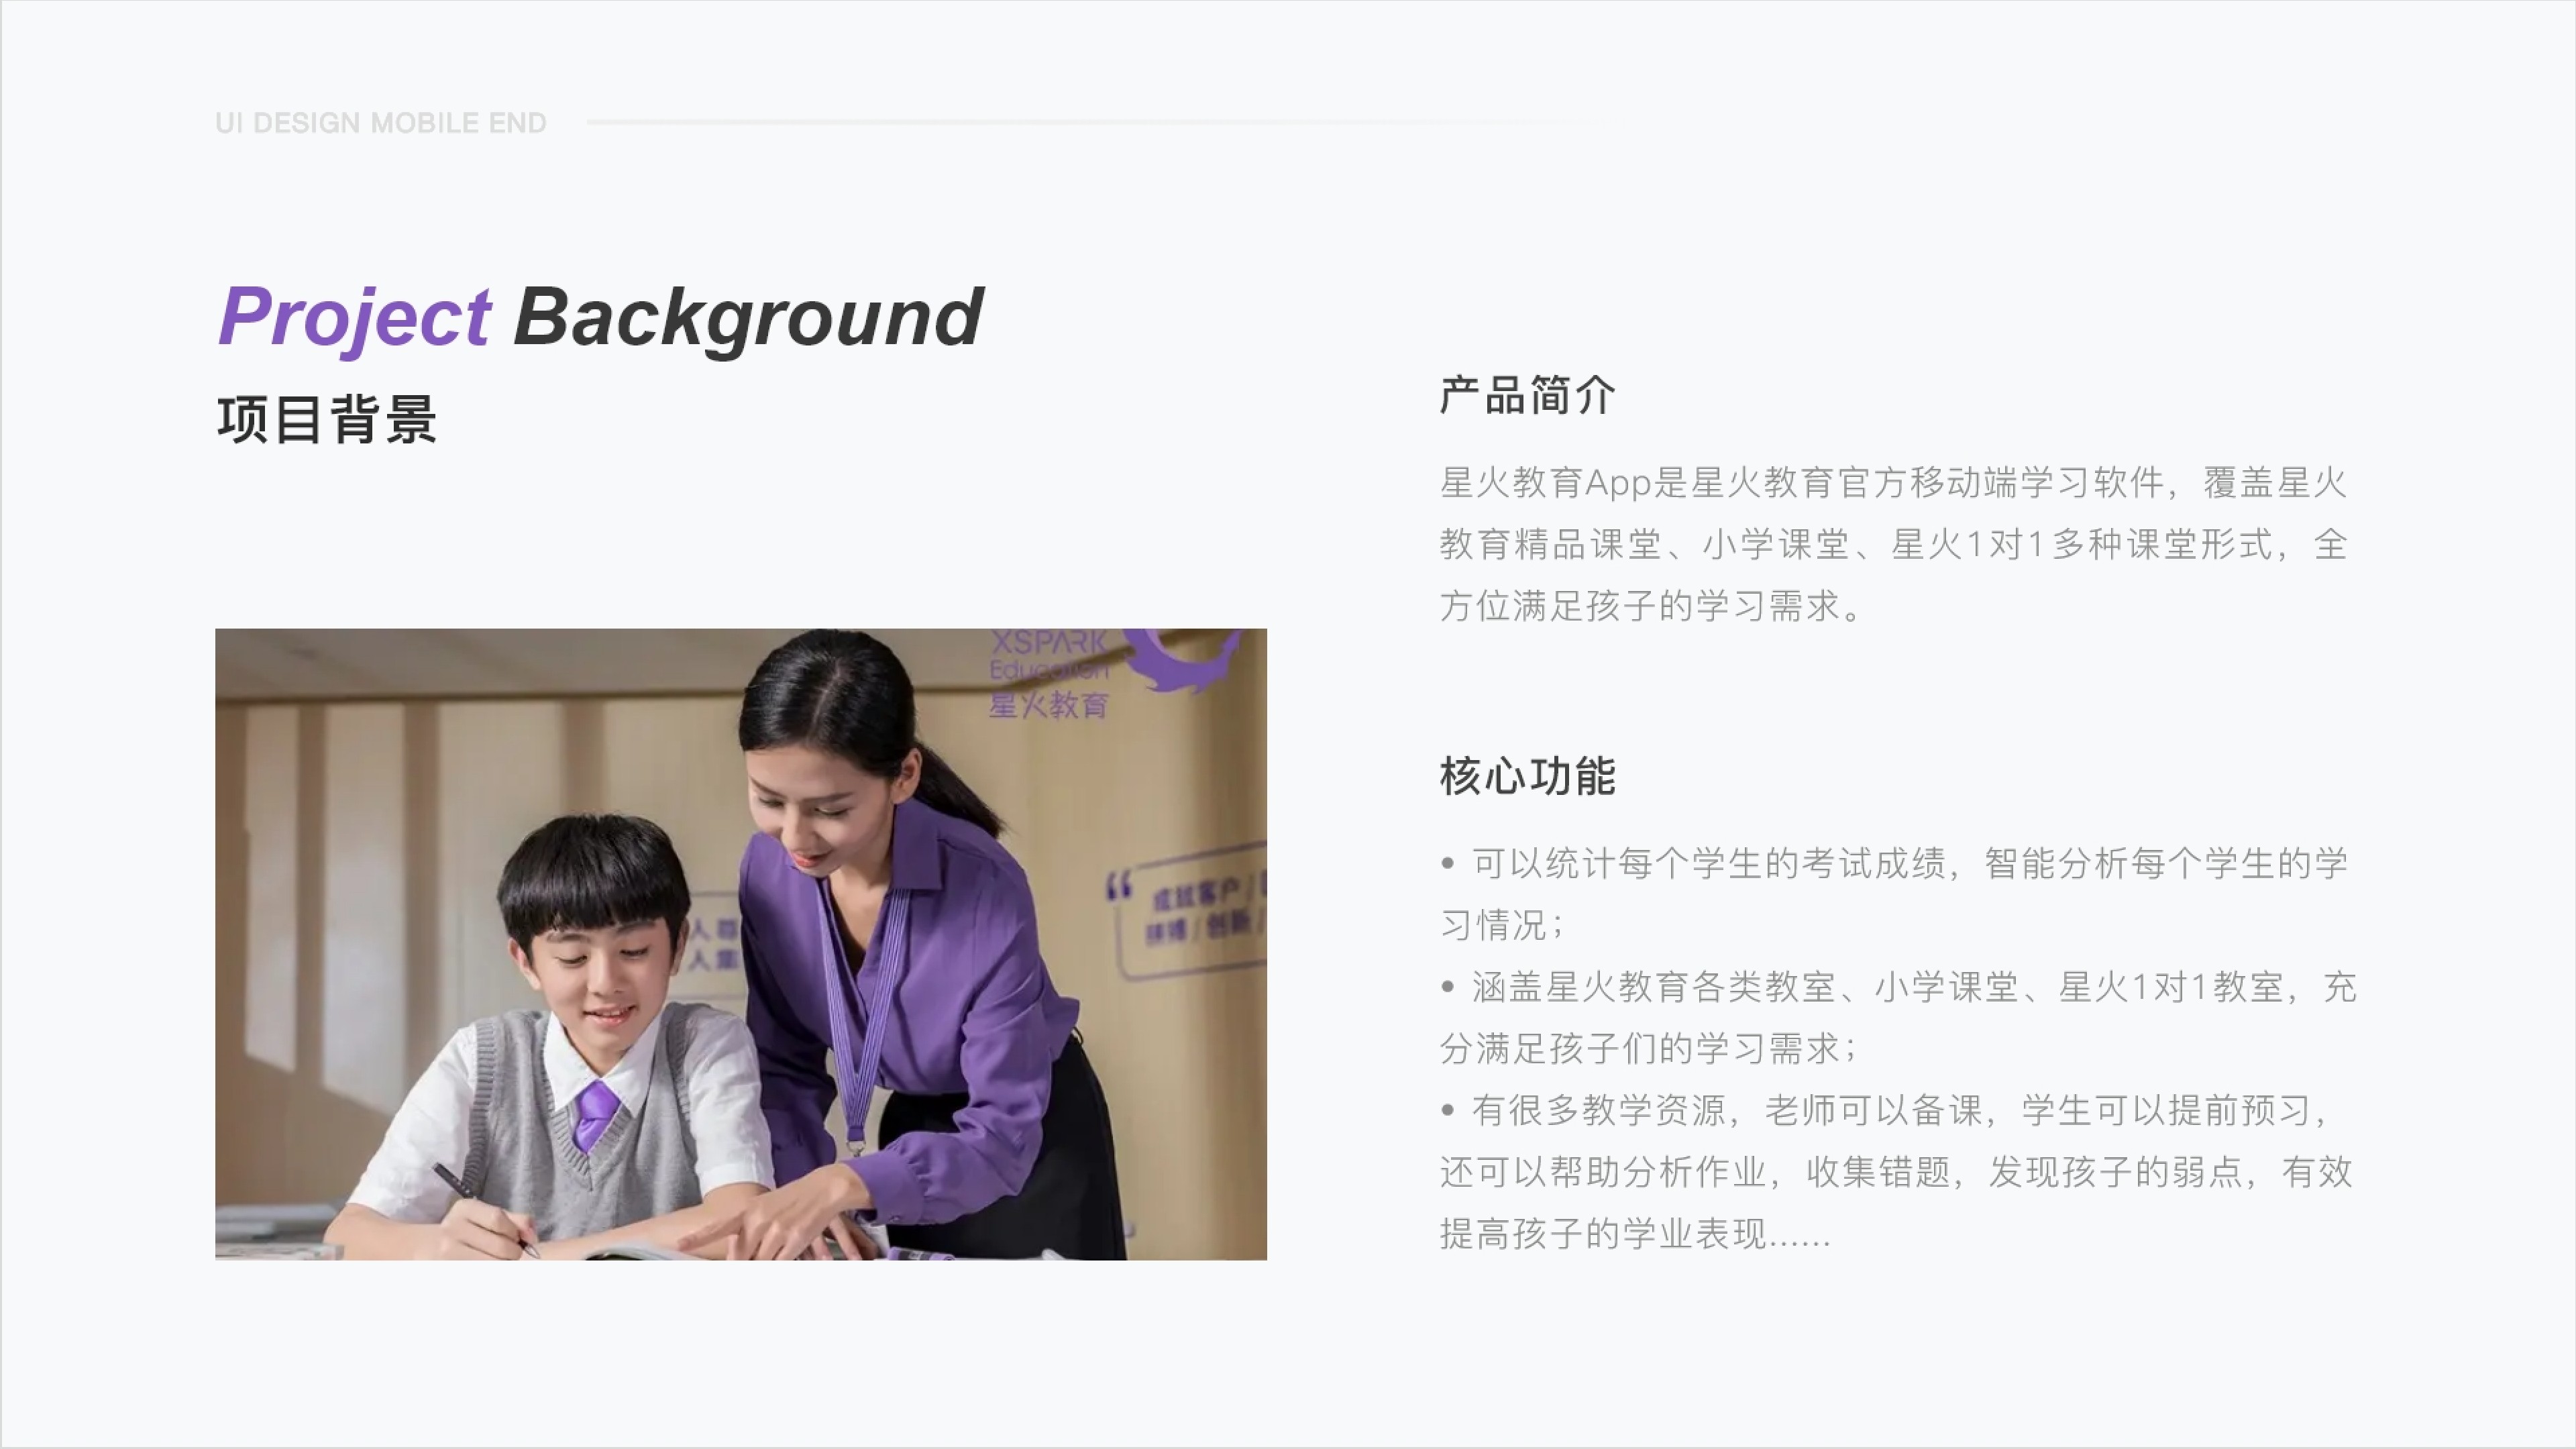 UI DESIGN MOBILE END
Project Background
项目背景
XSPARK
Education
星火教育
人尊
成就客户 /
拼搏 / 创新 /
产品简介
星火教育App是星火教育官方移动端学习软件，覆盖星火
教育精品课堂、小学课堂、星火1对1多种课堂形式，全
方位满足孩子的学习需求。
核心功能
• 可以统计每个学生的考试成绩，智能分析每个学生的学
习情况；
• 涵盖星火教育各类教室、小学课堂、星火1对1教室，充
分满足孩子们的学习需求；
• 有很多教学资源，老师可以备课，学生可以提前预习，
还可以帮助分析作业，收集错题，发现孩子的弱点，有效
提高孩子的学业表现......